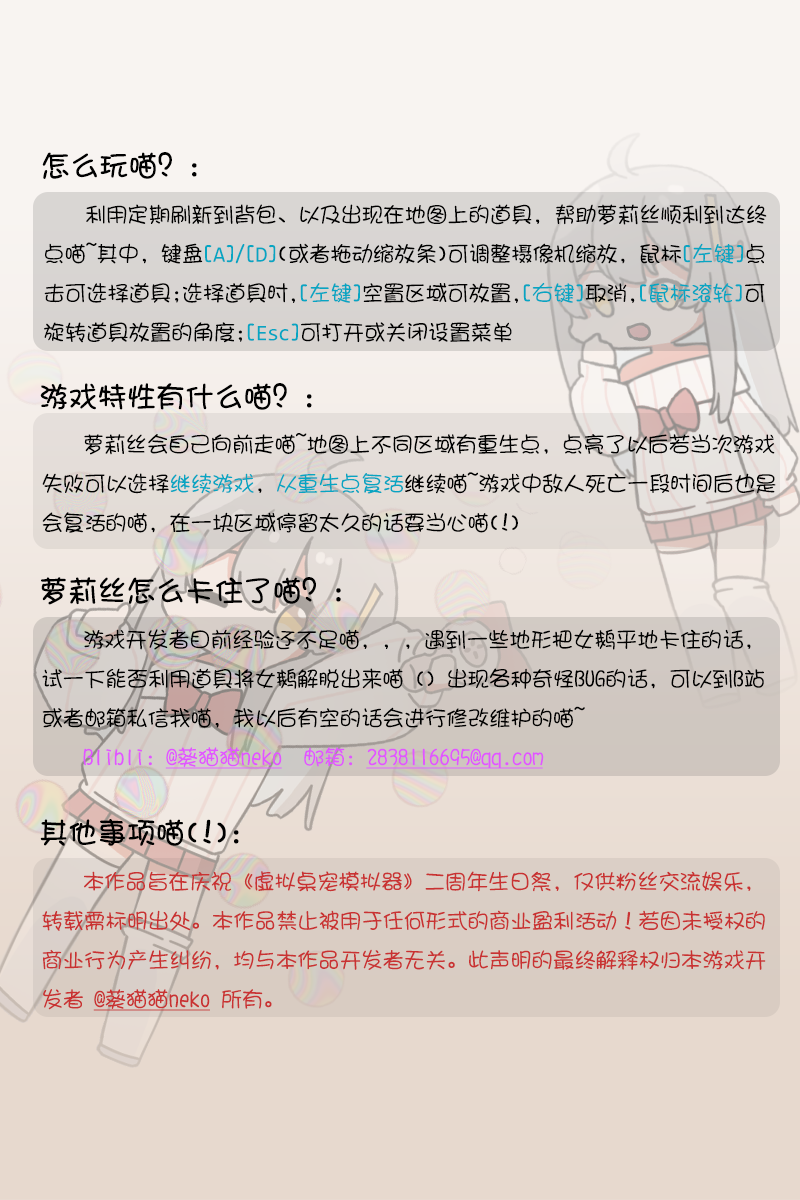 怎么玩喵？：
利用定期刷新到背包、以及出现在地图上的道具，帮助萝莉丝顺利到达终
点喵~其中，键盘[A]/[D](或者拖动缩放条)可调整摄像机缩放，鼠标[左键]点
击可选择道具;选择道具时,[左键]空置区域可放置,[右键]取消,[鼠标滚轮]可
旋转道具放置的角度;[Esc]可打开或关闭设置菜单
游戏特性有什么喵？：
萝莉丝会自己向前走喵~地图上不同区域有重生点，点亮了以后若当次游戏
失败可以选择继续游戏，从重生点复活继续喵~游戏中敌人死亡一段时间后也是
会复活的喵，在一块区域停留太久的话要当心喵(！)
萝莉丝怎么卡住了喵？：
游戏开发者目前经验还不足喵，，，遇到一些地形把女鹅平地卡住的话，
试一下能否利用道具将女鹅解脱出来喵（）出现各种奇怪BUG的话，可以到B站
或者邮箱私信我喵，我以后有空的话会进行修改维护的喵~
Blibli：@葵猫猫neko 邮箱：2838116695@qq.com
其他事项喵(！)：
本作品旨在庆祝《虚拟桌宠模拟器》二周年生日祭，仅供粉丝交流娱乐，
转载需标明出处。本作品禁止被用于任何形式的商业盈利活动！若因未授权的
商业行为产生纠纷，均与本作品开发者无关。此声明的最终解释权归本游戏开
发者 @葵猫猫neko 所有。